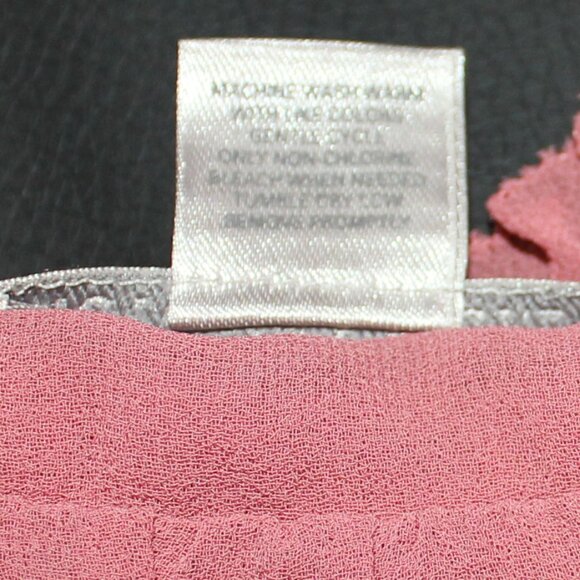 MACHINE WASH WARM
WITH LIKE COLORS
GENTLE CYCLE
ONLY NON-CHLORINE
BLEACH WHEN NEEDED
TUMBLE DRY LOW
REMOVE PROMPTLY